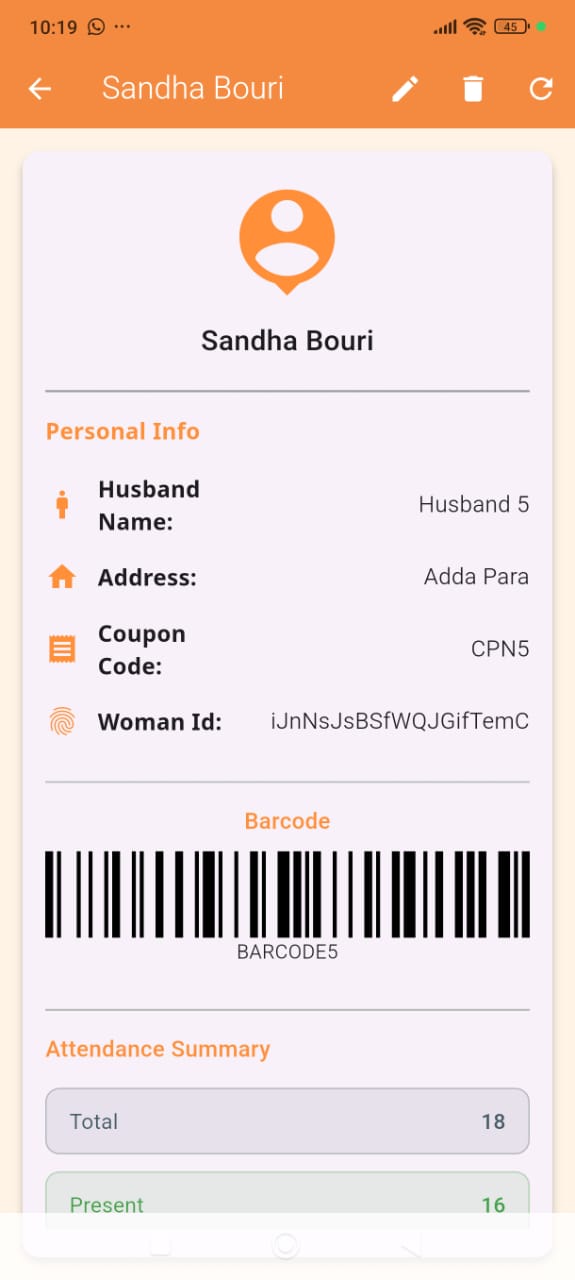 10:19
45
Sandha Bouri
Sandha Bouri
Personal Info
Husband
Name:
Husband 5
Address:
Adda Para
Coupon
Code:
CPN5
Woman Id:
iJnNsJsBSfWQJGifTemC
Barcode
BARCODE5
Attendance Summary
Total
18
Present
16